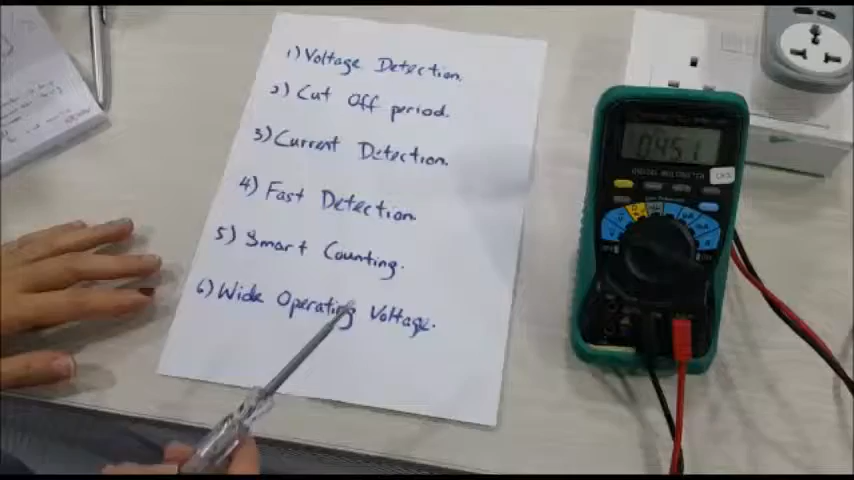 1) Voltage Detection.
2) Cut Off period.
3) Current Detection.
4) Fast Detection.
5) Smart Counting.
6) Wide Operating Voltage.
0451
DIGITAL MULTIMETER